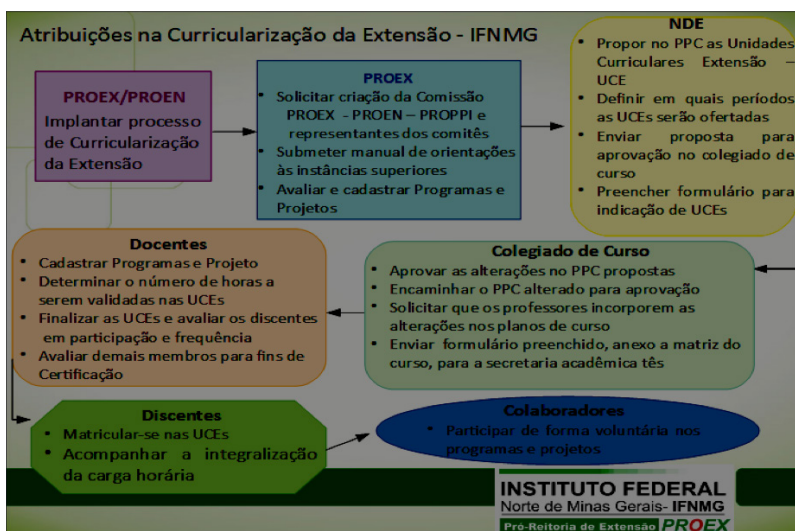 Atribuições na Curricularização da Extensão - IFNMG
PROEX/PROEN
Implantar processo
de Curricularização
da Extensão
PROEX
• Solicitar criação da Comissão
PROEX - PROEN – PROPPI e
representantes dos comitês
• Submeter manual de orientações
às instâncias superiores
• Avaliar e cadastrar Programas e
Projetos
NDE
• Propor no PPC as Unidades
Curriculares Extensão –
UCE
• Definir em quais períodos
as UCEs serão ofertadas
• Enviar proposta para
aprovação no colegiado de
curso
• Preencher formulário para
indicação de UCEs
Colegiado de Curso
• Aprovar as alterações no PPC propostas
• Encaminhar o PPC alterado para aprovação
• Solicitar que os professores incorporem as
alterações nos planos de curso
• Enviar formulário preenchido, anexo a matriz do
curso, para a secretaria acadêmica tês
Docentes
• Cadastrar Programas e Projeto
• Determinar o número de horas a
serem validadas nas UCEs
• Finalizar as UCEs e avaliar os discentes
em participação e frequência
• Avaliar demais membros para fins de
Certificação
Discentes
• Matricular-se nas UCEs
• Acompanhar a integralização
da carga horária
Colaboradores
• Participar de forma voluntária nos
programas e projetos
INSTITUTO FEDERAL
Norte de Minas Gerais- IFNMG
Pró-Reitoria de Extensão PROEX